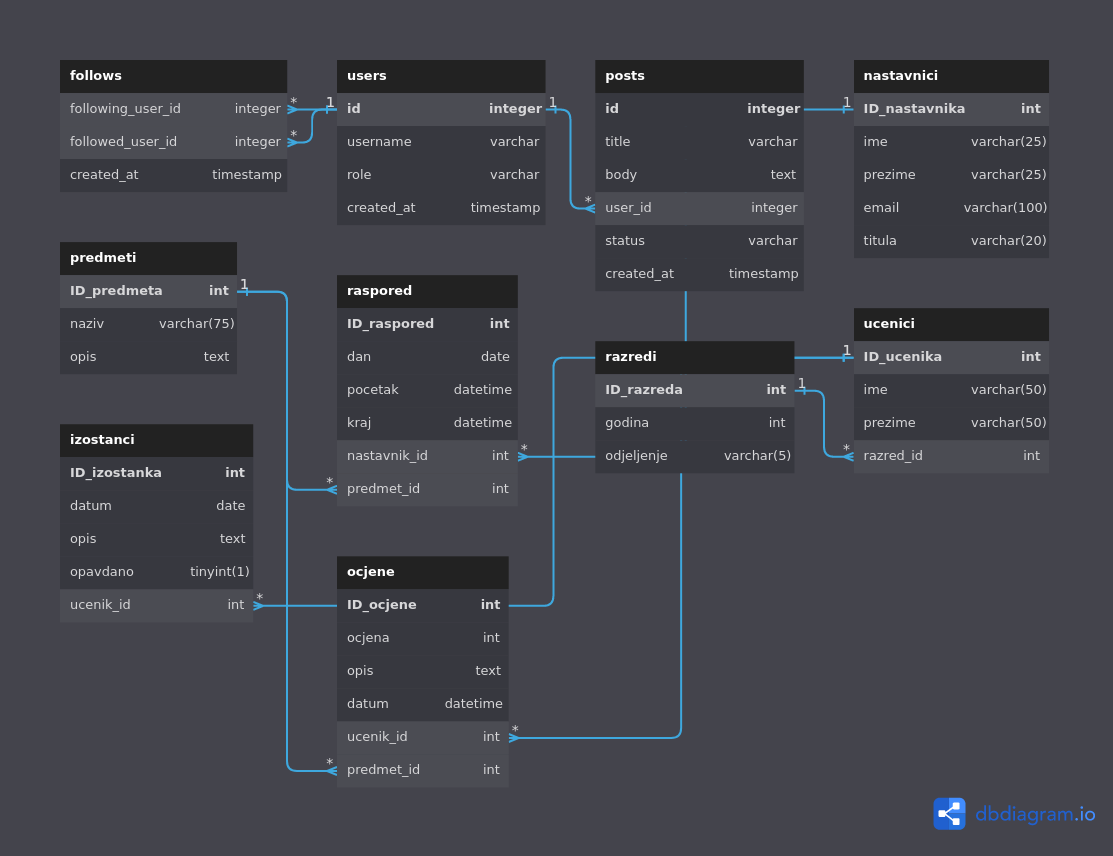 follows
following_user_id integer
followed_user_id integer
created_at timestamp
users
id integer
username varchar
role varchar
created_at timestamp
posts
id integer
title varchar
body text
user_id integer
status varchar
created_at timestamp
nastavnici
ID_nastavnika int
ime varchar(25)
prezime varchar(25)
email varchar(100)
titula varchar(20)
predmeti
ID_predmeta int
naziv varchar(75)
opis text
raspored
ID_raspored int
dan date
pocetak datetime
kraj datetime
nastavnik_id int
predmet_id int
razredi
ID_razreda int
godina int
odjeljenje varchar(5)
ucenici
ID_ucenika int
ime varchar(50)
prezime varchar(50)
razred_id int
izostanci
ID_izostanka int
datum date
opis text
opavdano tinyint(1)
ucenik_id int
ocjene
ID_ocjene int
ocjena int
opis text
datum datetime
ucenik_id int
predmet_id int
* * 1 1 * 1
1 * * 1 1 *
* * *
dbdiagram.io